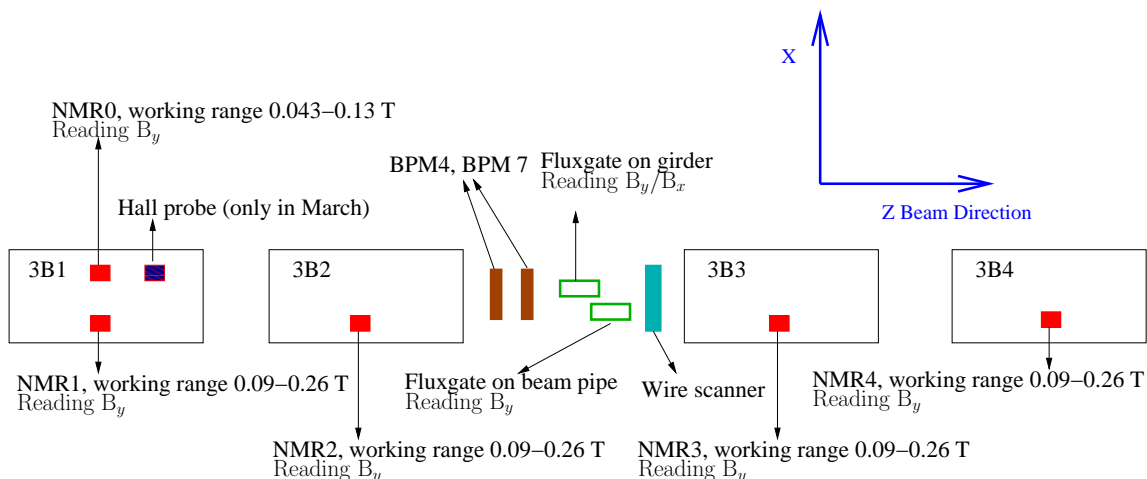 X
Z Beam Direction
NMR0, working range 0.043–0.13 T
Reading B_y
Hall probe (only in March)
BPM4, BPM 7
Fluxgate on girder
Reading B_y/B_x
3B1
3B2
3B3
3B4
NMR1, working range 0.09–0.26 T
Reading B_y
Fluxgate on beam pipe
Reading B_y
Wire scanner
NMR4, working range 0.09–0.26 T
Reading B_y
NMR2, working range 0.09–0.26 T
Reading B_y
NMR3, working range 0.09–0.26 T
Reading B_y